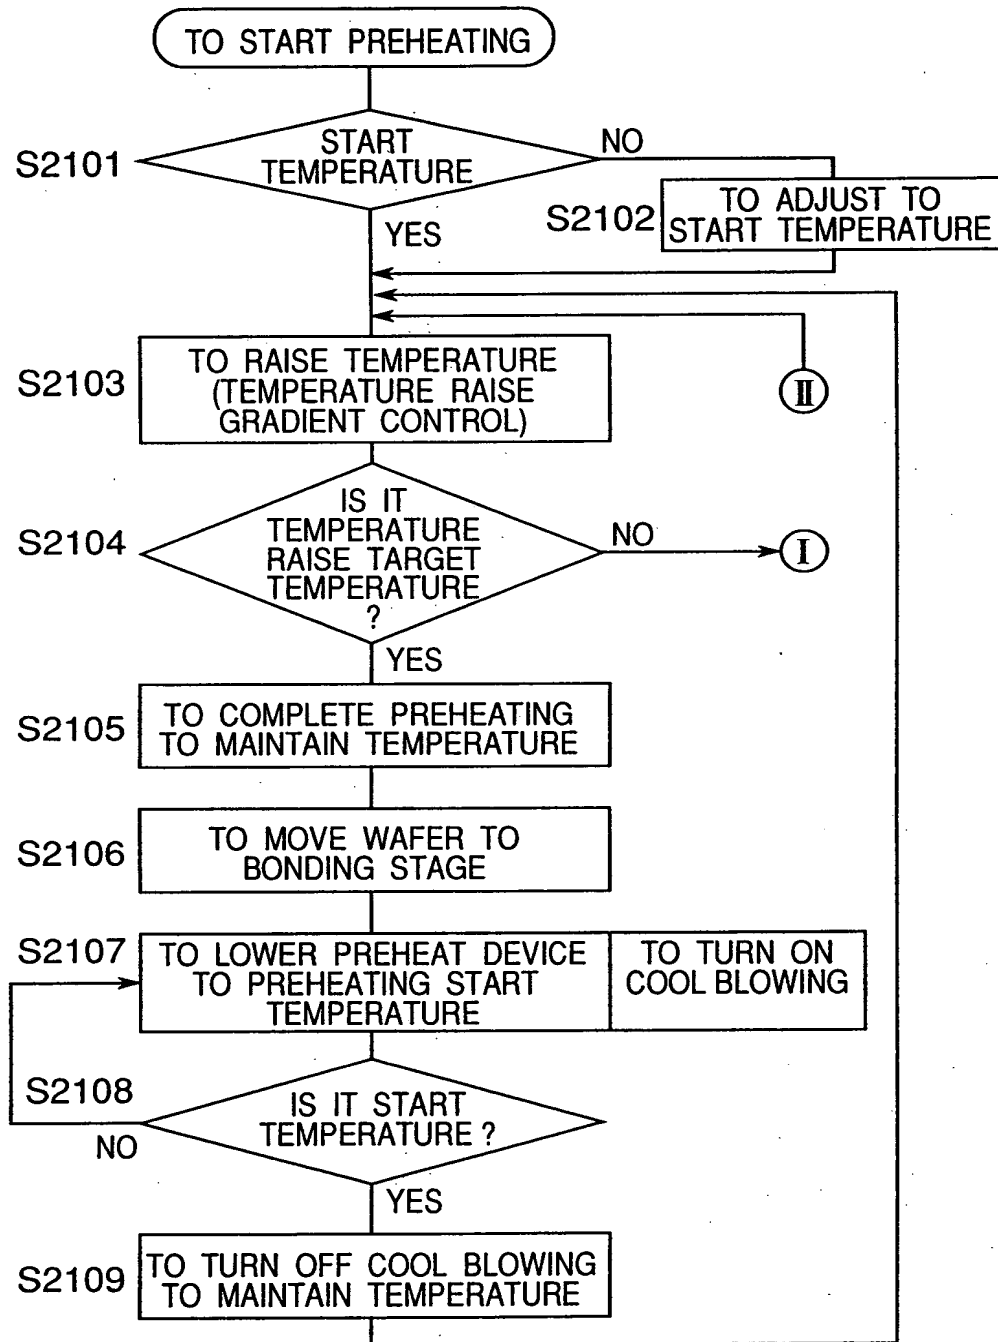 TO START PREHEATING
S2101
START
TEMPERATURE
NO
YES
S2102
TO ADJUST TO
START TEMPERATURE
S2103
TO RAISE TEMPERATURE
(TEMPERATURE RAISE
GRADIENT CONTROL)
II
S2104
IS IT
TEMPERATURE
RAISE TARGET
TEMPERATURE
?
NO
I
YES
S2105
TO COMPLETE PREHEATING
TO MAINTAIN TEMPERATURE
S2106
TO MOVE WAFER TO
BONDING STAGE
S2107
TO LOWER PREHEAT DEVICE
TO PREHEATING START
TEMPERATURE
TO TURN ON
COOL BLOWING
S2108
IS IT START
TEMPERATURE ?
NO
YES
S2109
TO TURN OFF COOL BLOWING
TO MAINTAIN TEMPERATURE